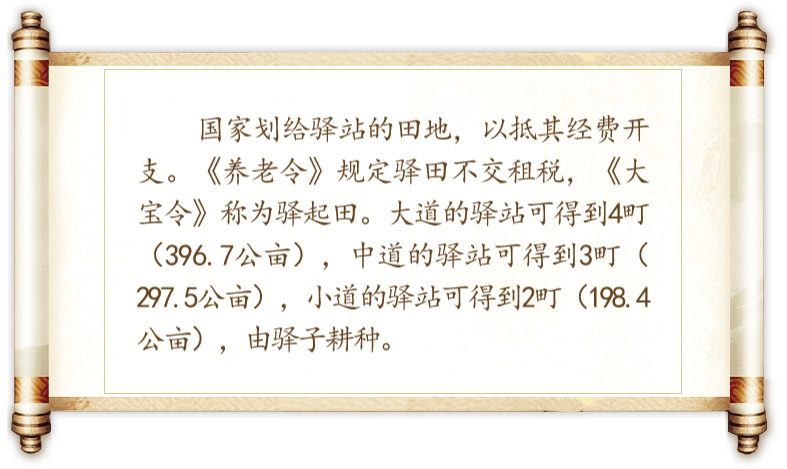 国家划给驿站的田地，以抵其经费开
支。《养老令》规定驿田不交租税，《大
宝令》称为驿起田。大道的驿站可得到4町
（396.7公亩），中道的驿站可得到3町（
297.5公亩），小道的驿站可得到2町（198.4
公亩），由驿子耕种。